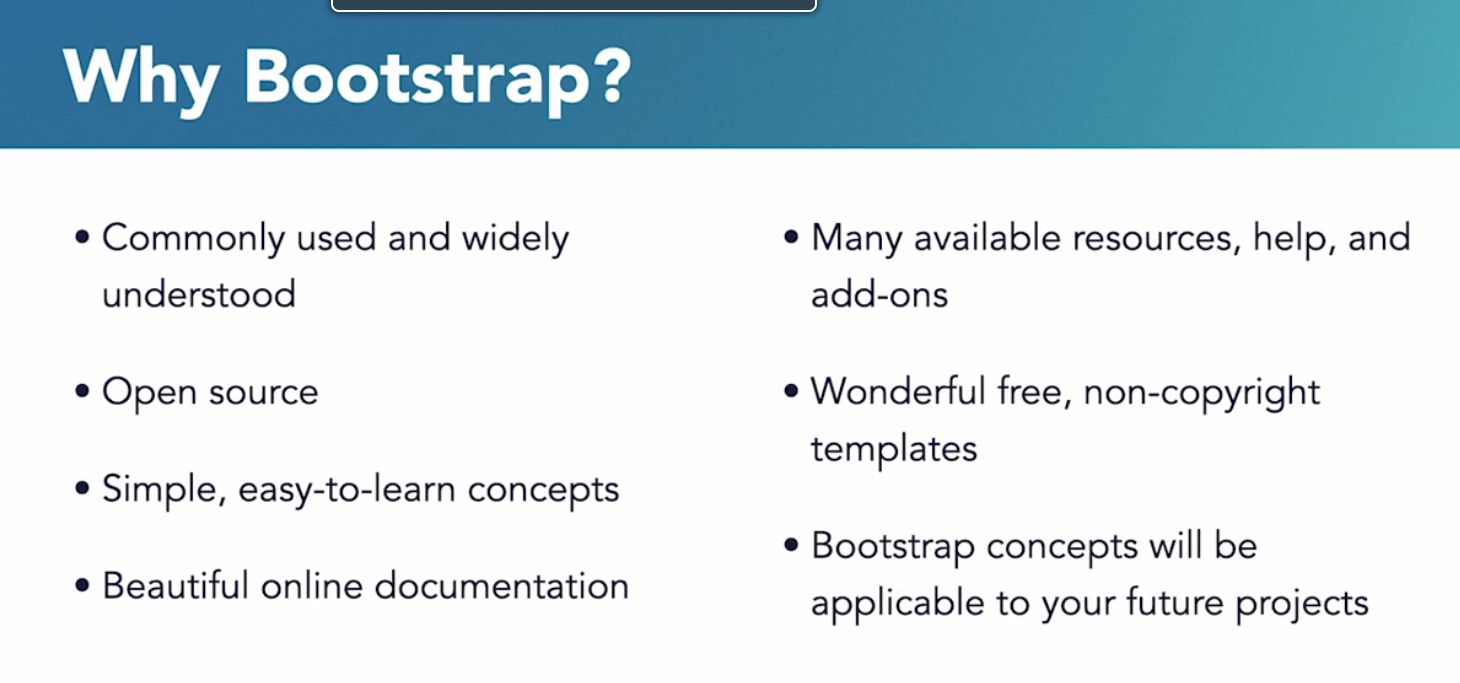 Why Bootstrap?
• Commonly used and widely
understood
• Open source
• Simple, easy-to-learn concepts
• Beautiful online documentation
• Many available resources, help, and
add-ons
• Wonderful free, non-copyright
templates
• Bootstrap concepts will be
applicable to your future projects